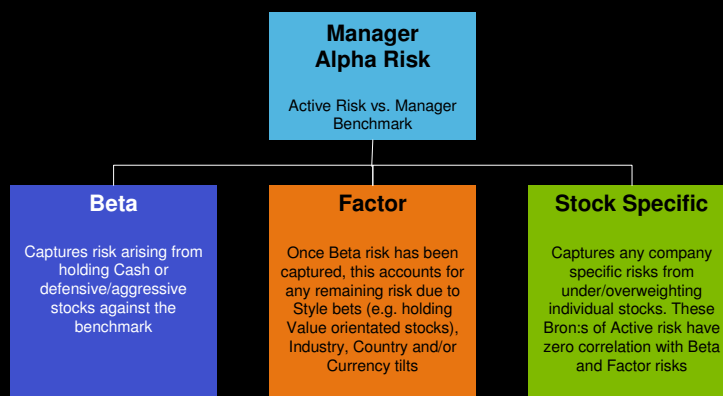 Manager
Alpha Risk
Active Risk vs. Manager
Benchmark
Beta
Captures risk arising from
holding Cash or
defensive/aggressive
stocks against the
benchmark
Factor
Once Beta risk has been
captured, this accounts for
any remaining risk due to
Style bets (e.g. holding
Value orientated stocks),
Industry, Country and/or
Currency tilts
Stock Specific
Captures any company
specific risks from
under/overweighting
individual stocks. These
Bron:s of Active risk have
zero correlation with Beta
and Factor risks